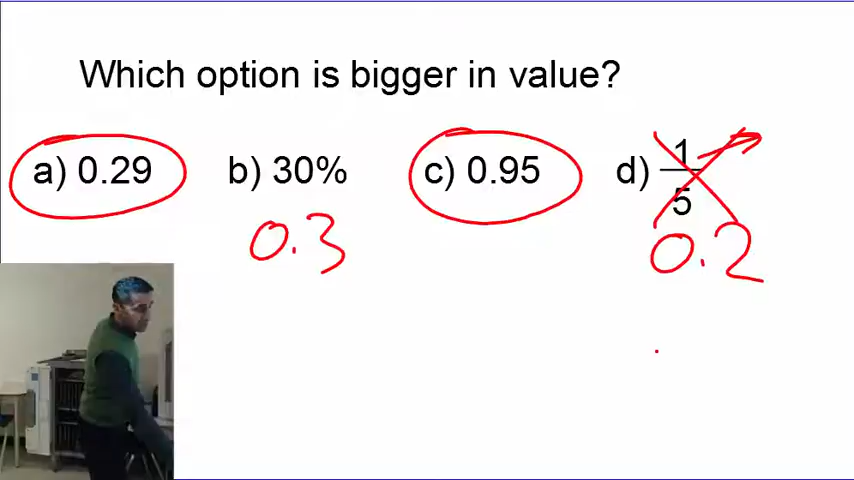 Which option is bigger in value?
a) 0.29 b) 30% c) 0.95 d) 1/5
0.3 0.2